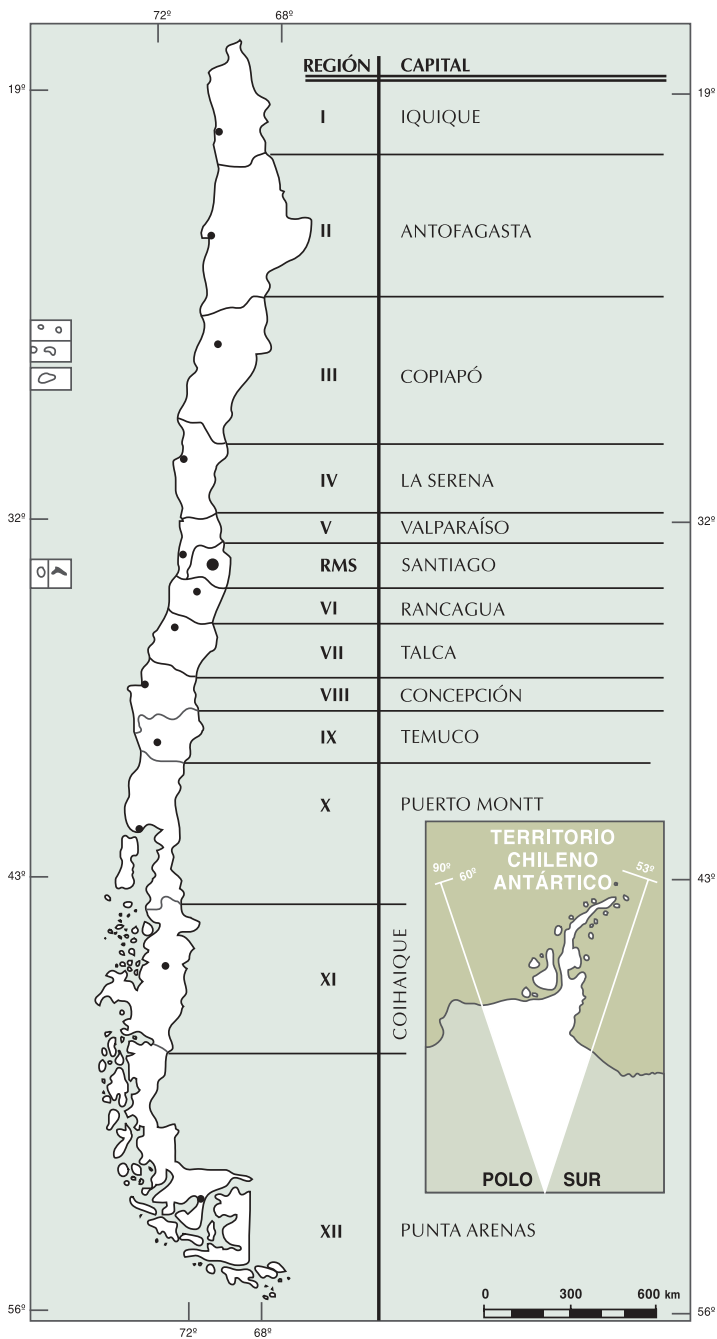 72º 68º
REGIÓN CAPITAL
19º 19º
I IQUIQUE
II ANTOFAGASTA
III COPIAPÓ
IV LA SERENA
32º 32º
V VALPARAÍSO
RMS SANTIAGO
VI RANCAGUA
VII TALCA
VIII CONCEPCIÓN
IX TEMUCO
X PUERTO MONTT
TERRITORIO
CHILENO
ANTÁRTICO
90º 60º 53º
43º 43º
XI COIHAIQUE
POLO SUR
XII PUNTA ARENAS
0 300 600 km
56º 56º
72º 68º